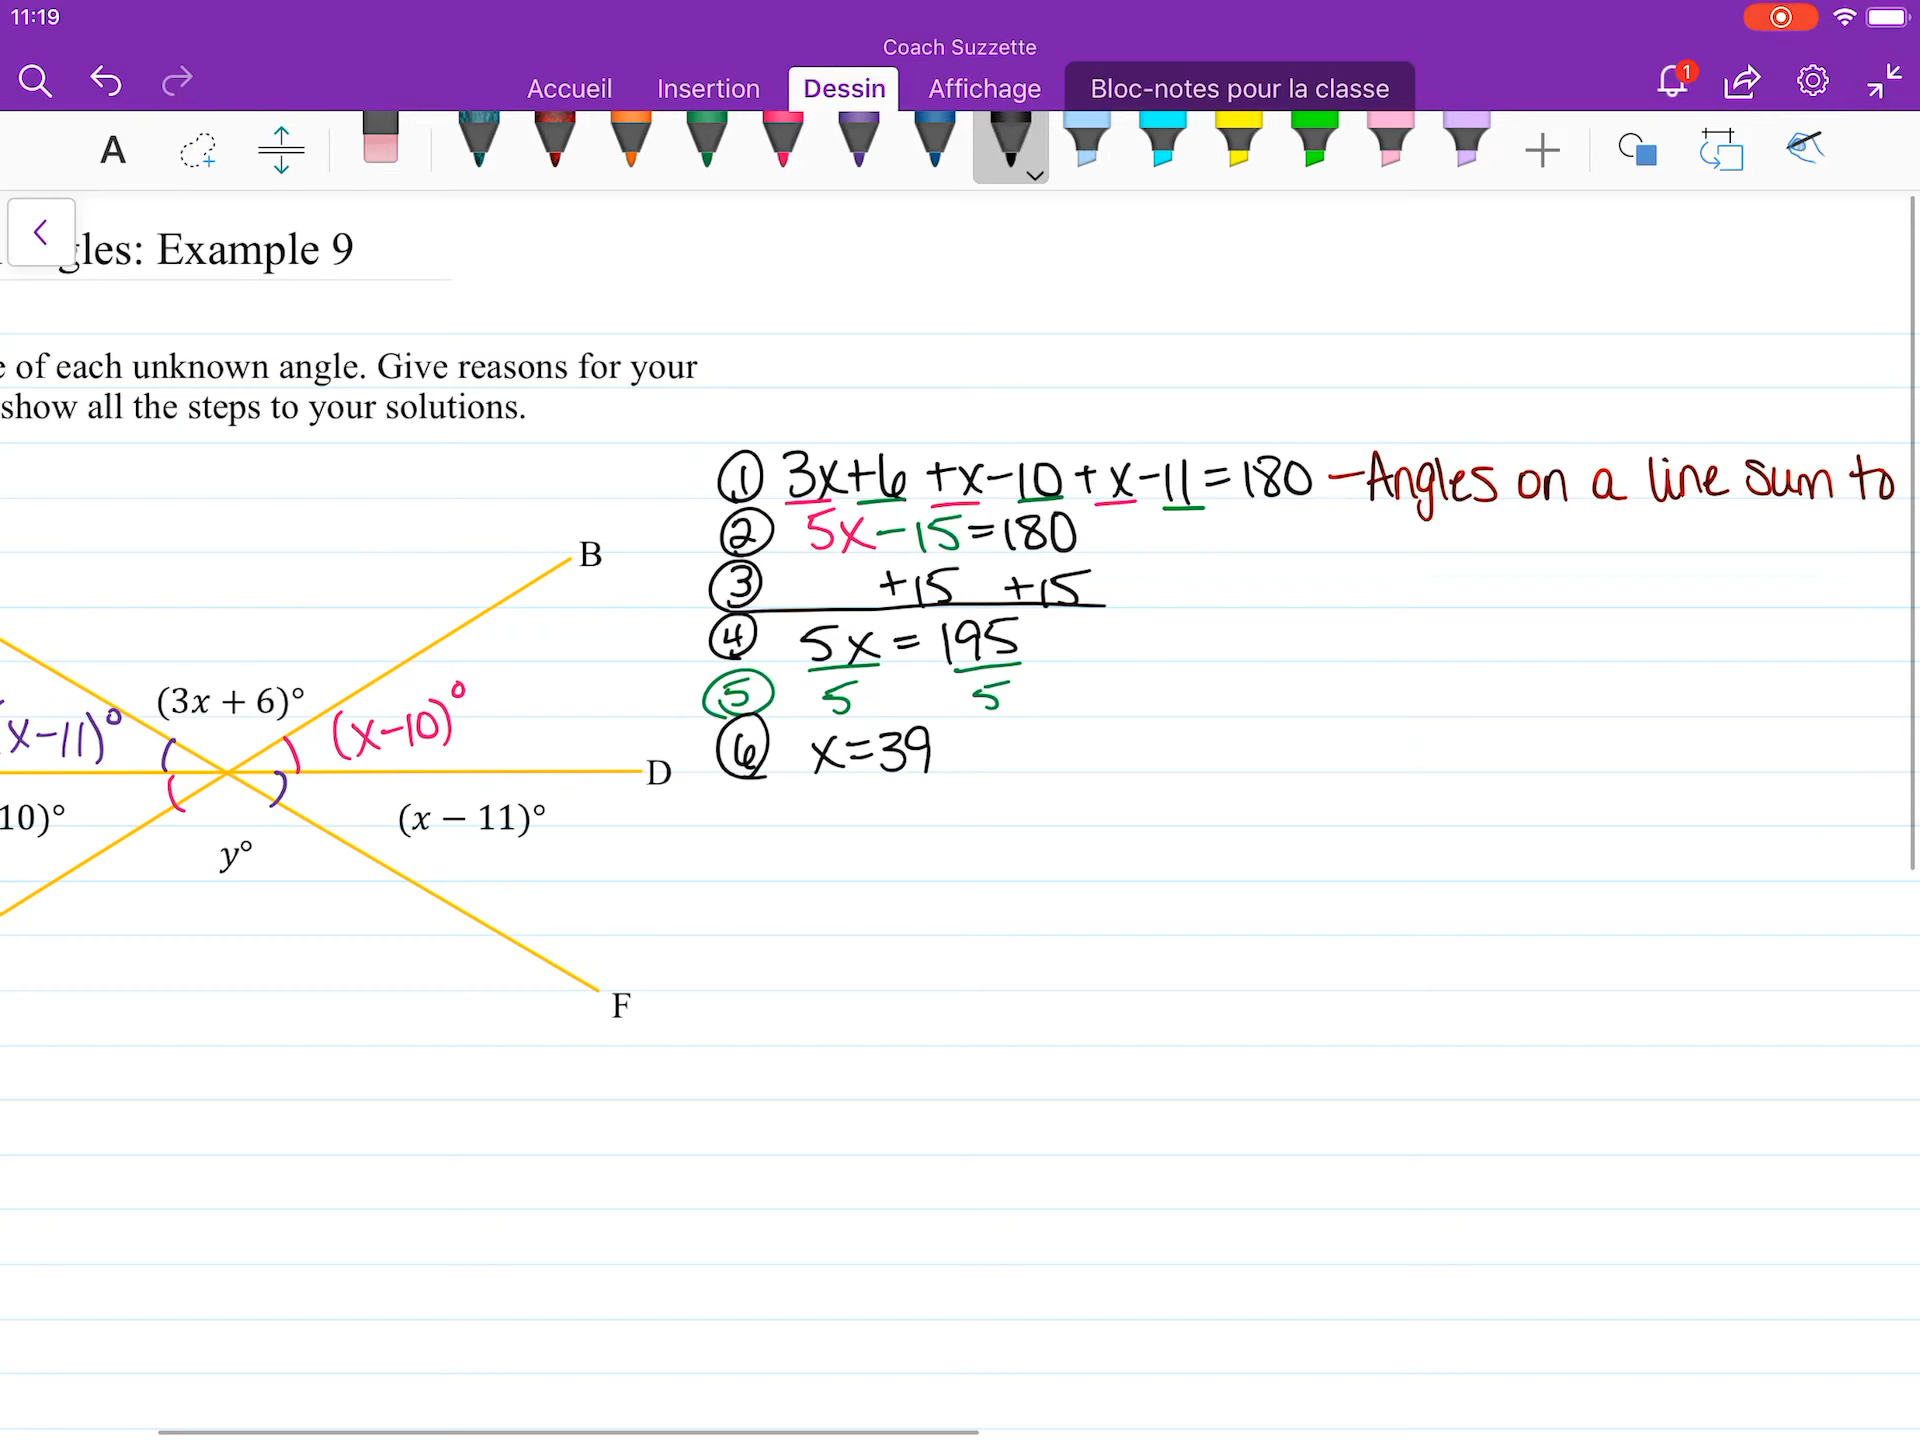 11:19
Coach Suzzette
Accueil Insertion Dessin Affichage Bloc-notes pour la classe
1
A
gles: Example 9
e of each unknown angle. Give reasons for your
show all the steps to your solutions.
① 3x+6 +x-10+x-11=180 -Angles on a line sum to
② 5x-15=180
③ +15 +15
④ 5x = 195
⑤ 5 5
⑥ x=39
B
(3x + 6)°
(x-10)°
x-11)°
D
10)°
(x − 11)°
y°
F